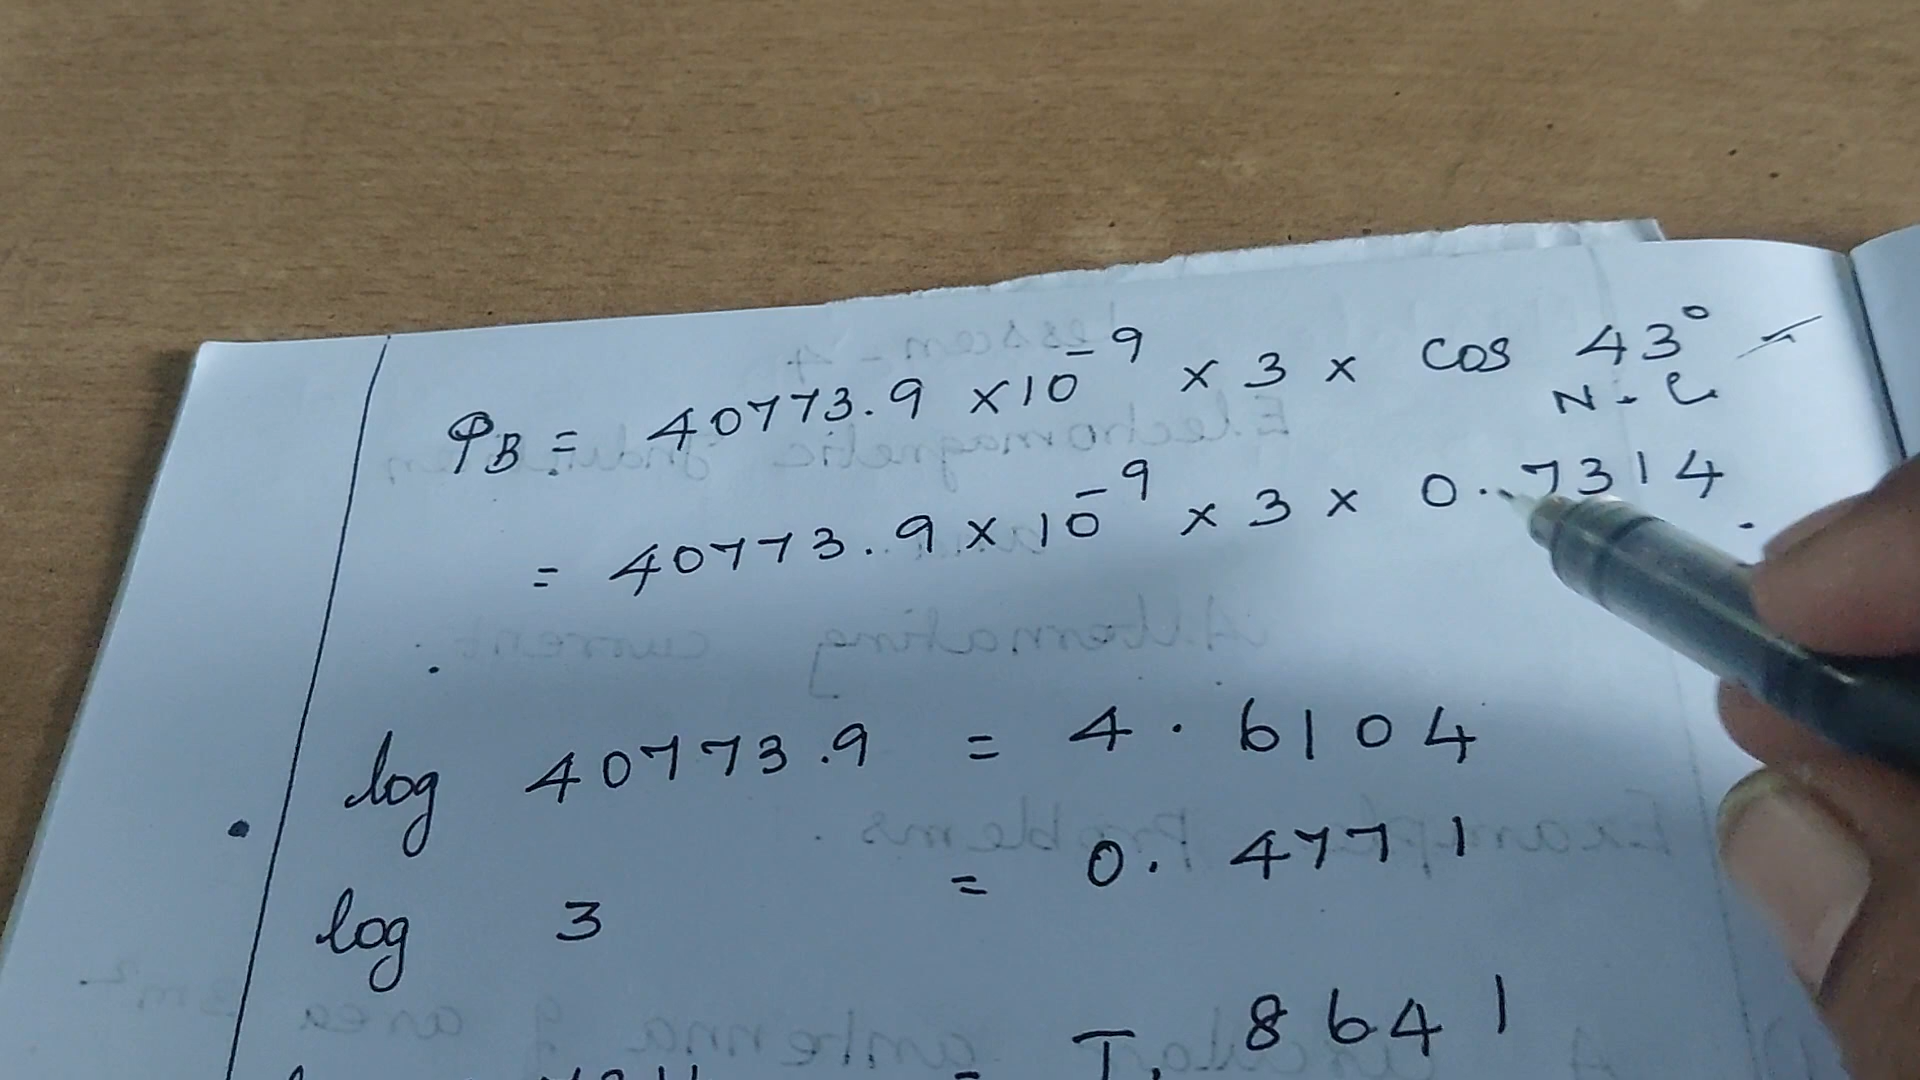 φB = 40773.9 × 10⁻⁹ × 3 × cos 43°
N.C
= 40773.9 × 10⁻⁹ × 3 × 0.7314
log 40773.9 = 4.6104
log 3 = 0.4771
= 1̄.8641